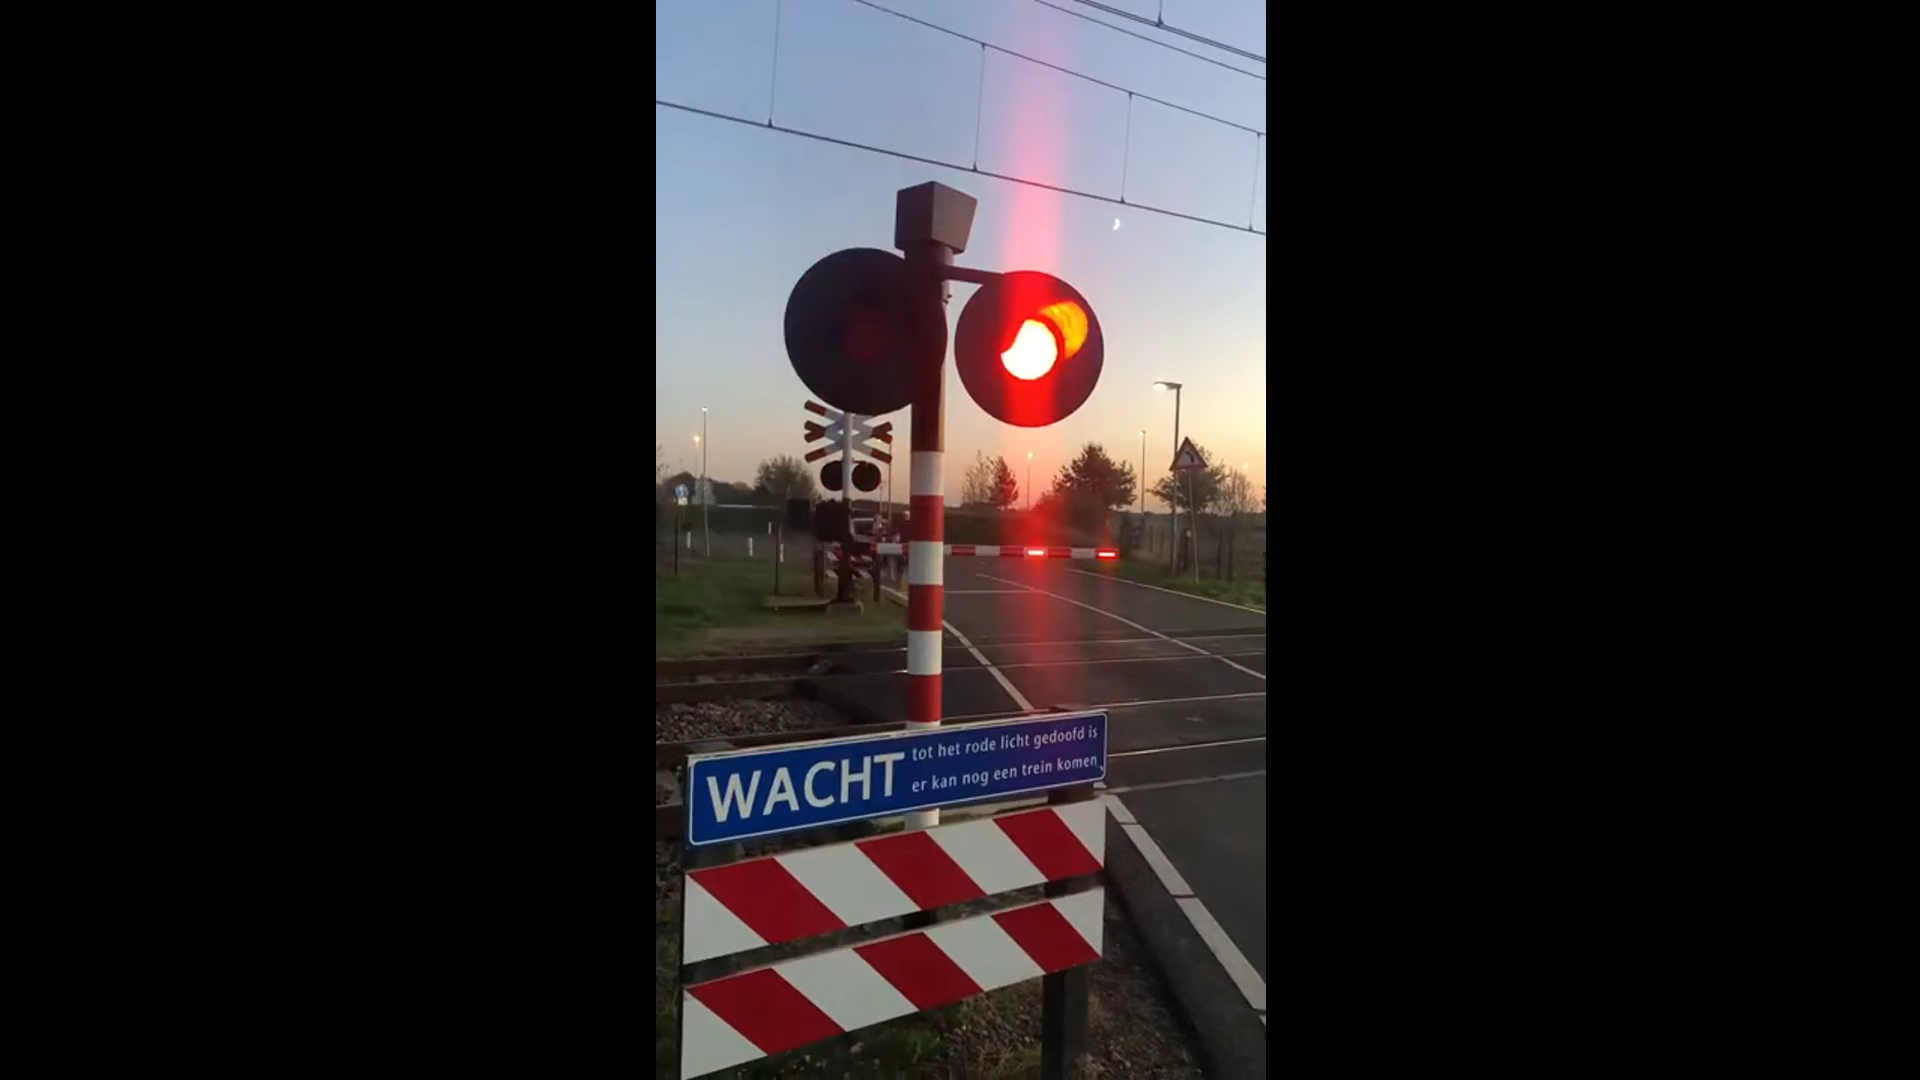 WACHT
tot het rode licht gedoofd is
er kan nog een trein komen